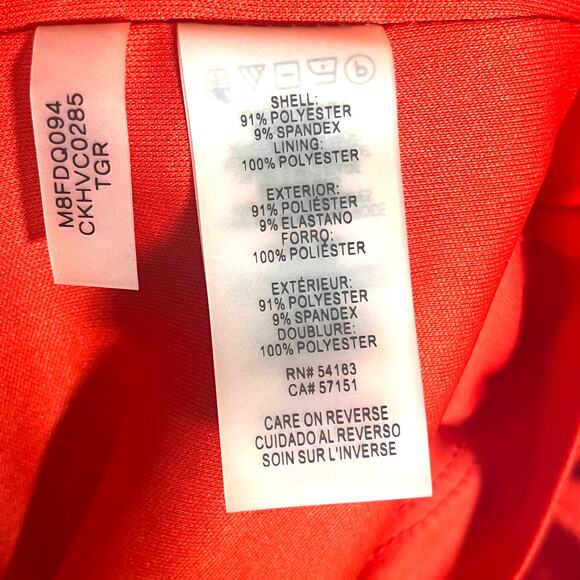 M8FDQ094
CKHVC0285
TGR
SHELL:
91% POLYESTER
9% SPANDEX
LINING:
100% POLYESTER
EXTERIOR:
91% POLIÉSTER
9% ELASTANO
FORRO:
100% POLIÉSTER
EXTÉRIEUR:
91% POLYESTER
9% SPANDEX
DOUBLURE:
100% POLYESTER
RN# 54163
CA# 57151
CARE ON REVERSE
CUIDADO AL REVERSO
SOIN SUR L'INVERSE